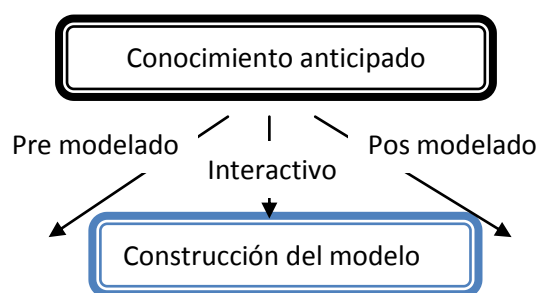 Conocimiento anticipado
Pre modelado
Pos modelado
Interactivo
Construcción del modelo